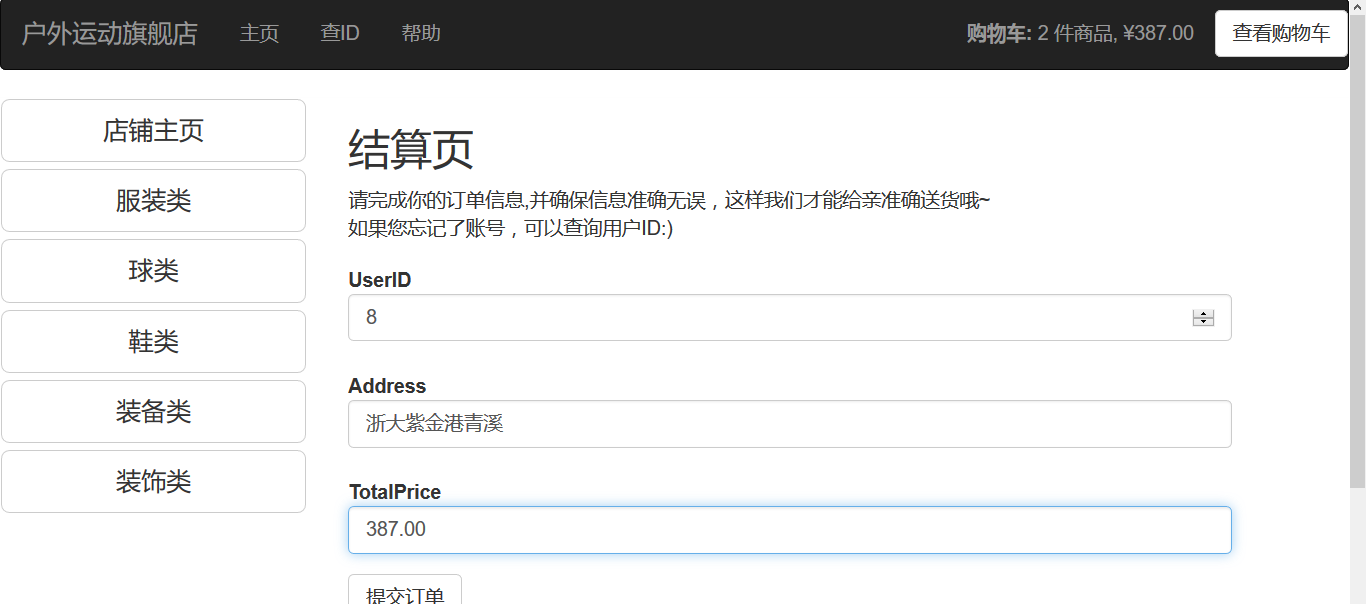 户外运动旗舰店 主页 查ID 帮助 购物车: 2 件商品, ¥387.00 查看购物车
店铺主页
服装类
球类
鞋类
装备类
装饰类
结算页
请完成你的订单信息,并确保信息准确无误，这样我们才能给亲准确送货哦~
如果您忘记了账号，可以查询用户ID:)
UserID
8
Address
浙大紫金港青溪
TotalPrice
387.00
提交订单